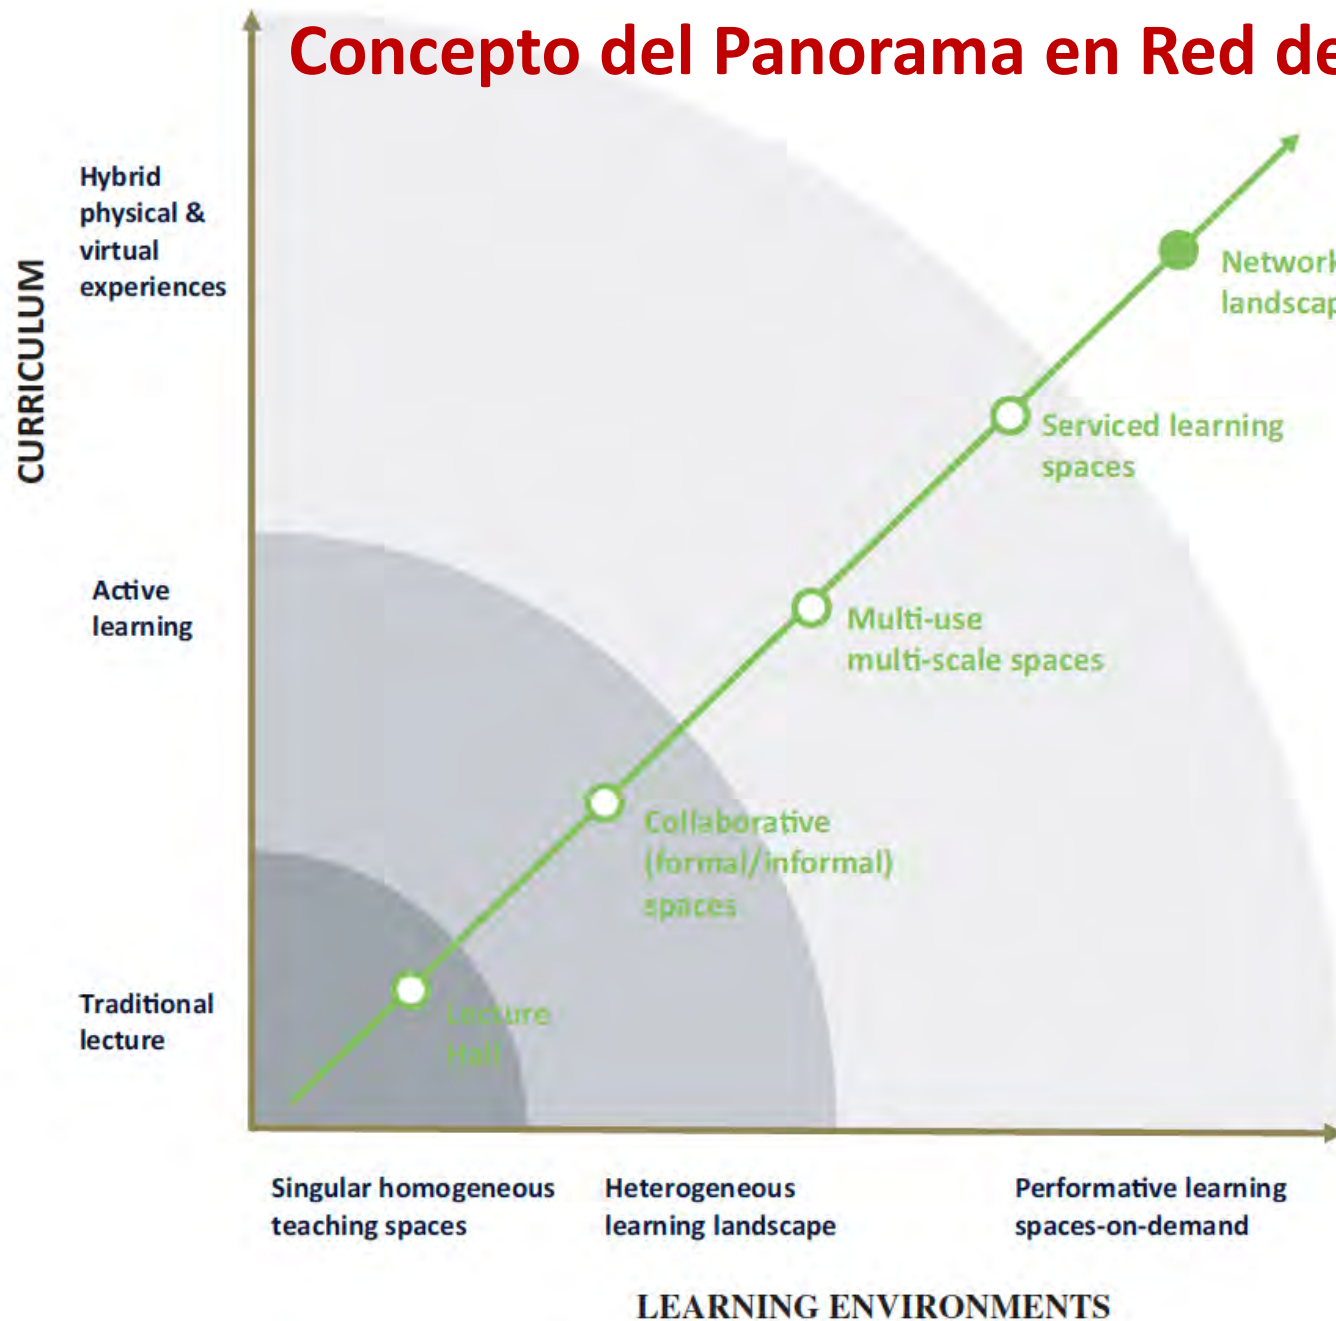 Concepto del Panorama en Red de
Hybrid
physical &
virtual
experiences
CURRICULUM
Network
landscap
Serviced learning
spaces
Active
learning
Multi-use
multi-scale spaces
Collaborative
(formal/informal)
spaces
Traditional
lecture
Lecture
Hall
Singular homogeneous
teaching spaces
Heterogeneous
learning landscape
Performative learning
spaces-on-demand
LEARNING ENVIRONMENTS